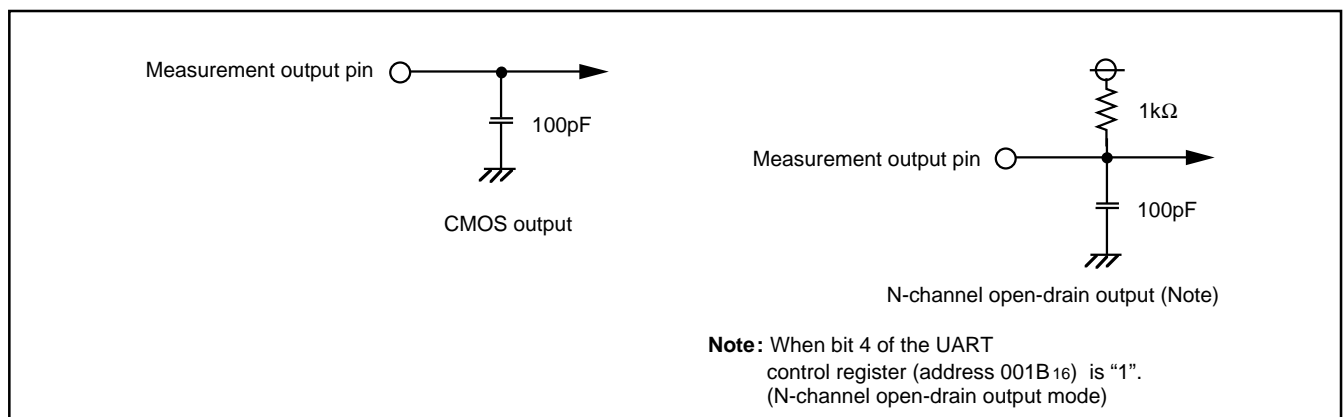 Measurement output pin
100pF
CMOS output
1kΩ
Measurement output pin
100pF
N-channel open-drain output (Note)
Note: When bit 4 of the UART
control register (address 001B16) is “1”.
(N-channel open-drain output mode)